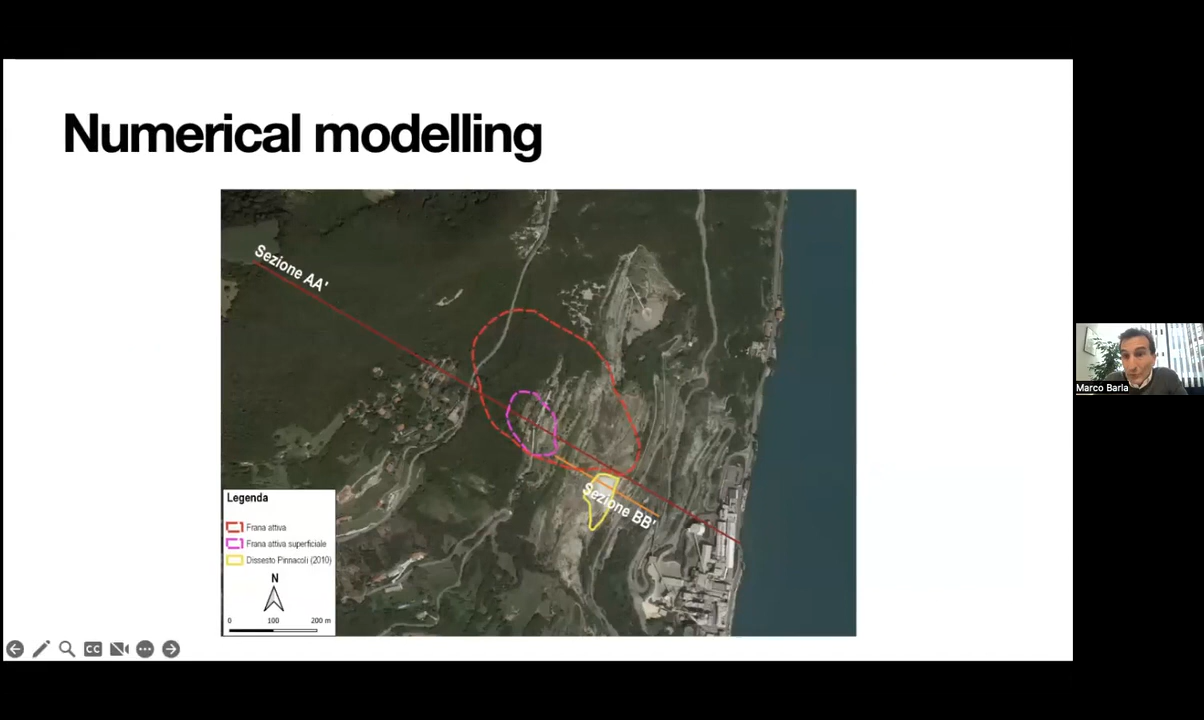 Numerical modelling
Sezione AA'
Sezione BB'
Legenda
Frana attiva
Frana attiva superficiale
Dissesto Pinnacoli (2010)
N
0 100 200 m
CC
Marco Barla